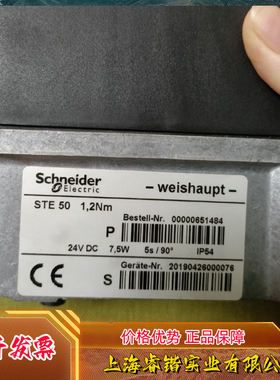 Schneider
Electric
– weishaupt –
STE 50 1,2Nm
Bestell-Nr. 00000651484
P
24V DC 7,5W 5s / 90° IP54
Geräte-Nr. 20190426000076
CE S
价格优势 正品保障
上海睿锴实业有限公司